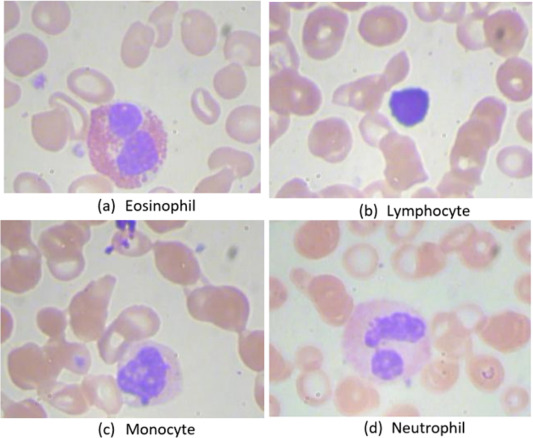 (a) Eosinophil
(b) Lymphocyte
(c) Monocyte
(d) Neutrophil